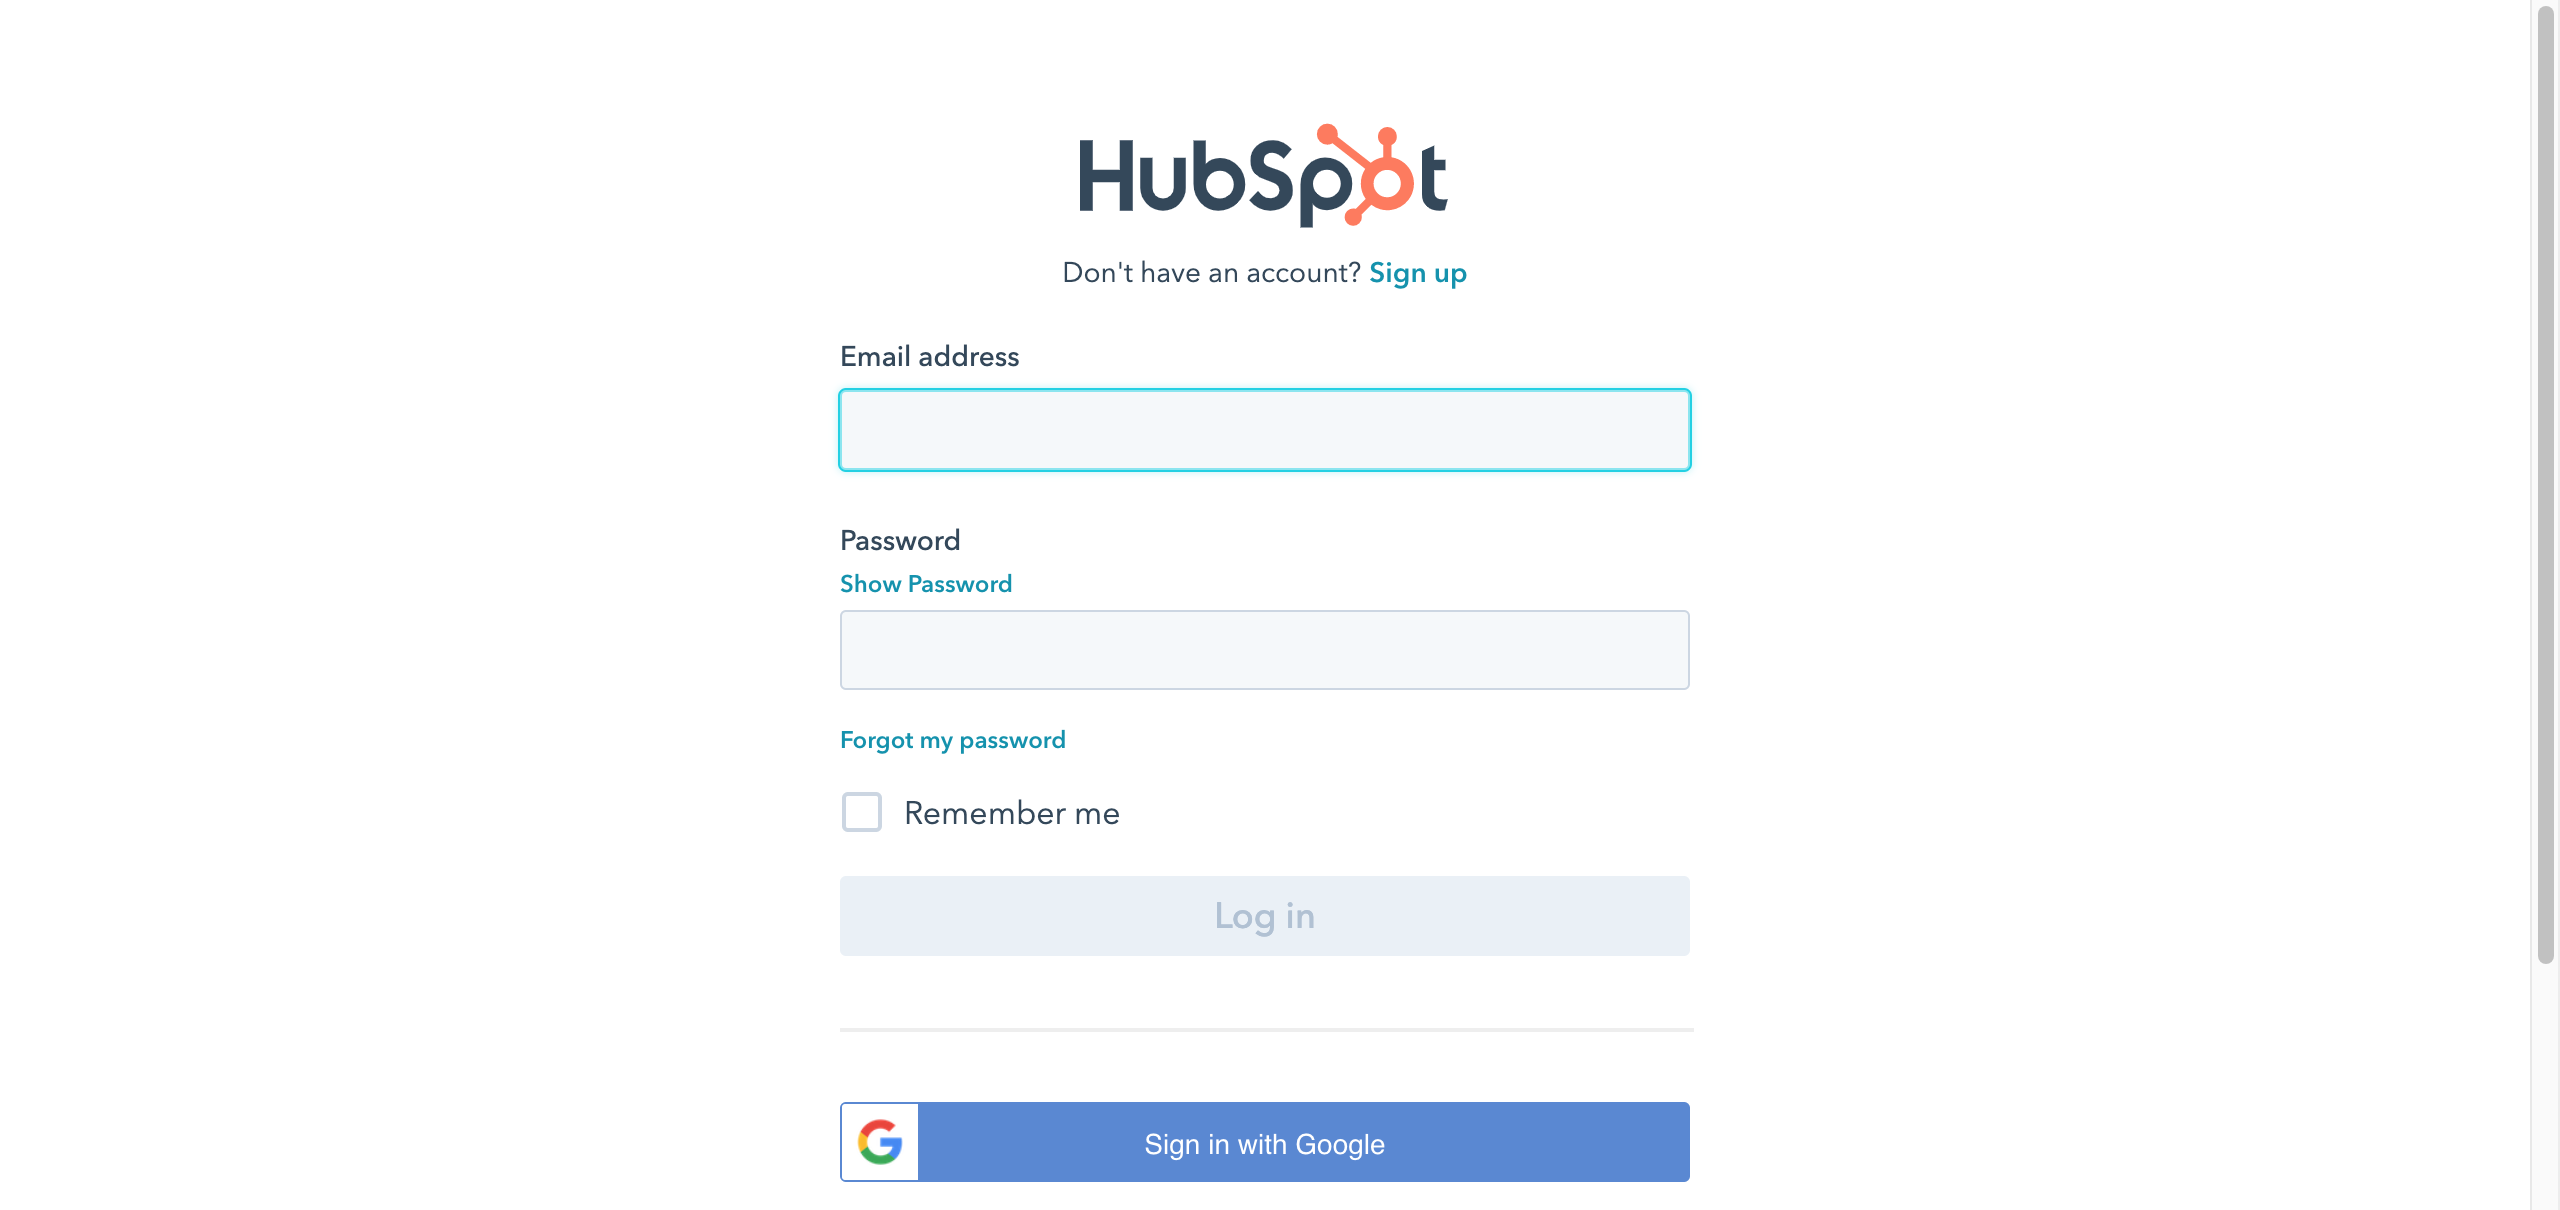 HubSpot
Don't have an account? Sign up
Email address
Password
Show Password
Forgot my password
Remember me
Log in
Sign in with Google